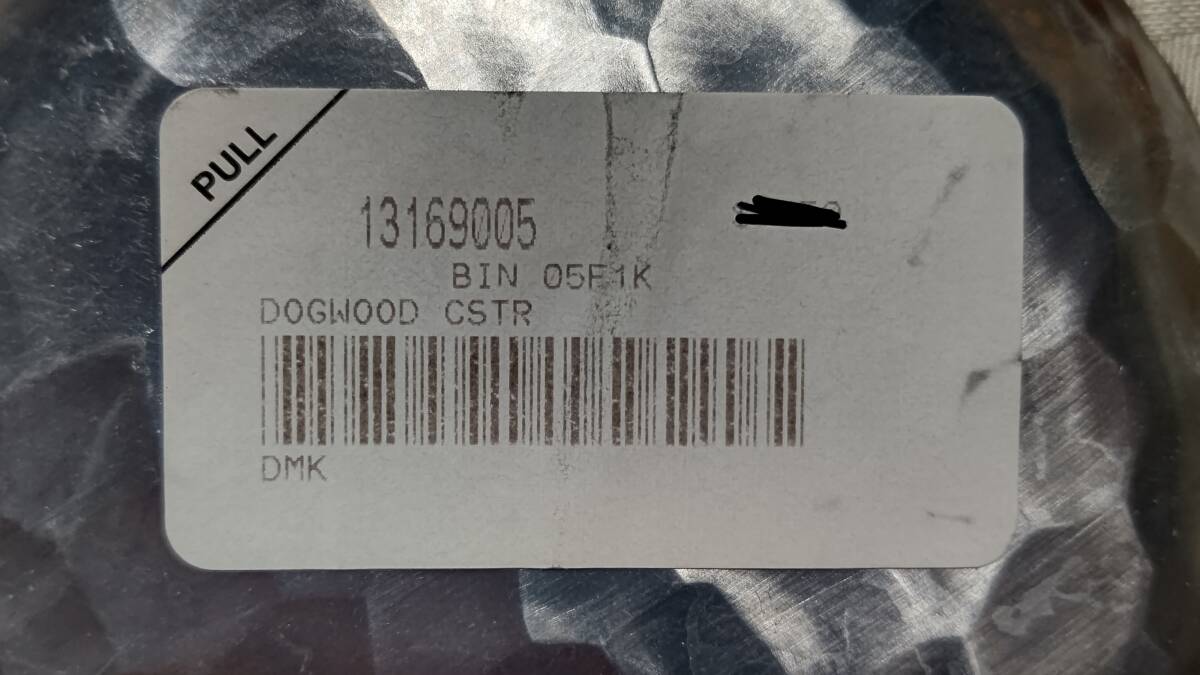 PULL
13169005
BIN 05F1K
DOGWOOD CSTR
DMK